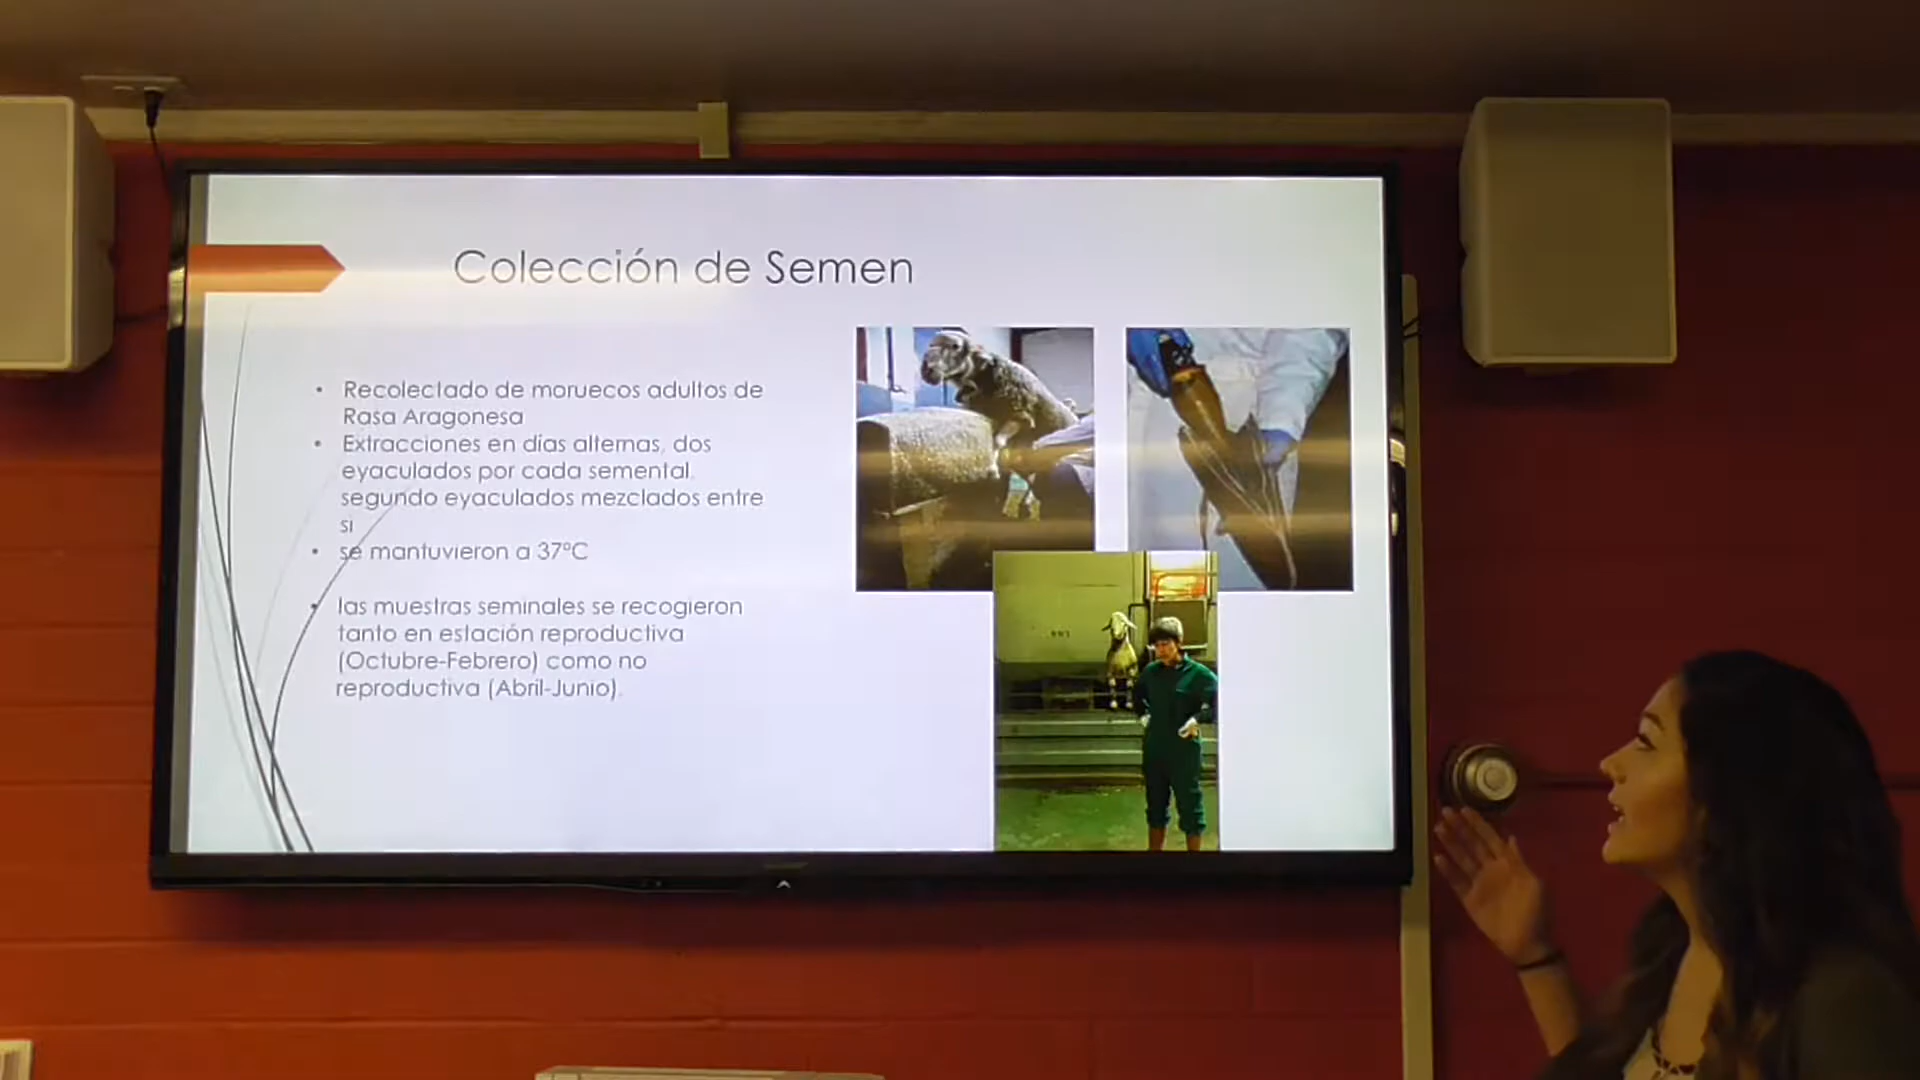 Colección de Semen
• Recolectado de moruecos adultos de
Rasa Aragonesa
• Extracciones en días alternas, dos
eyaculados por cada semental,
segundo eyaculados mezclados entre
si
• se mantuvieron a 37ºC
• las muestras seminales se recogieron
tanto en estación reproductiva
(Octubre-Febrero) como no
reproductiva (Abril-Junio).